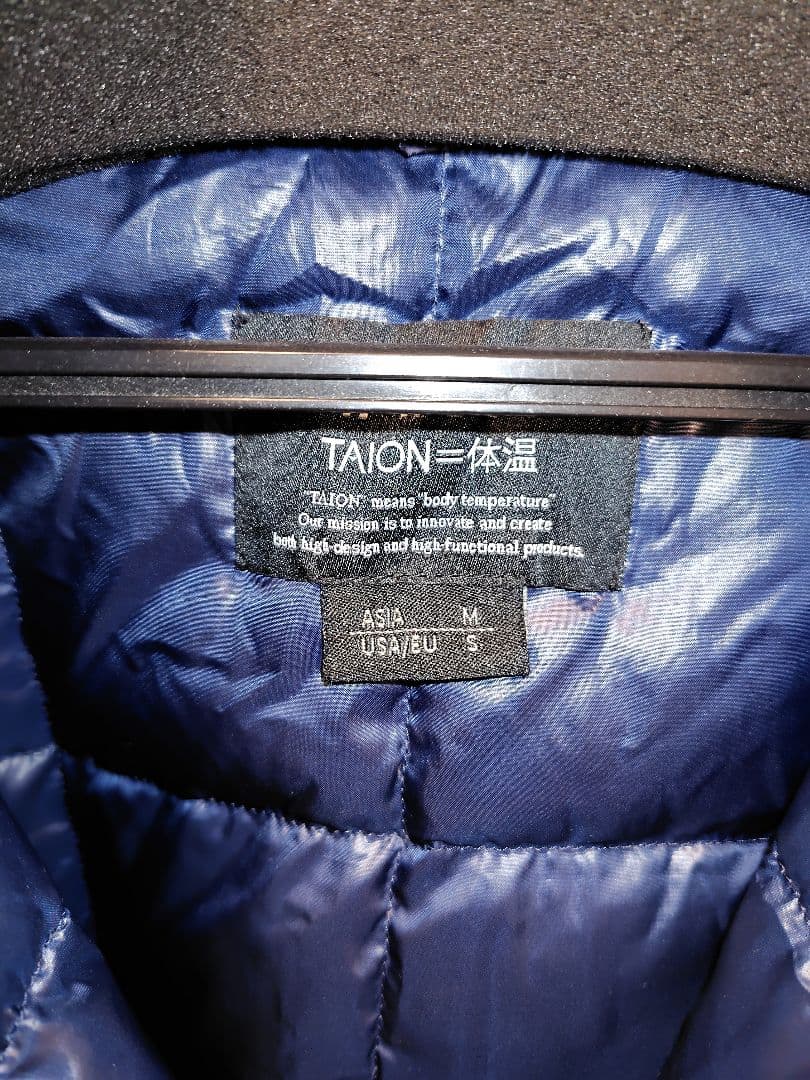 TAION=体温
"TAION" means "body temperature"
Our mission is to innovate and create
both high-design and high-functional products.
ASIA M
USA/EU S